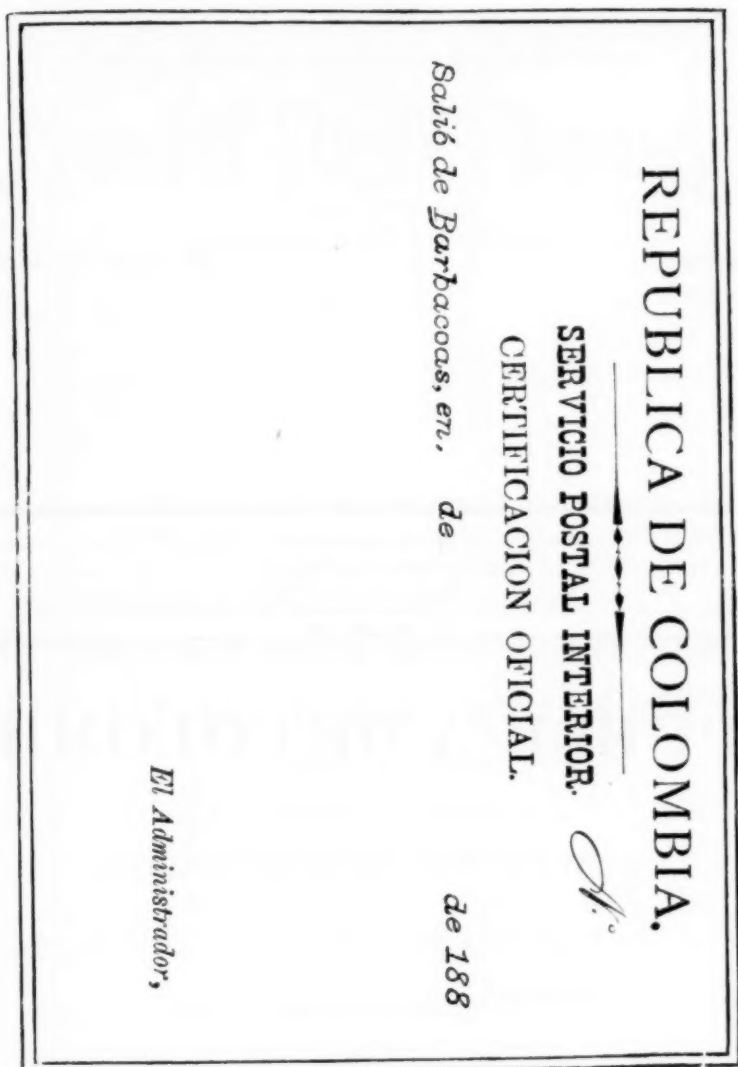 REPUBLICA DE COLOMBIA.
SERVICIO POSTAL INTERIOR. N.º
CERTIFICACION OFICIAL.
Salió de Barbacoas, en, de de 188
El Administrador,